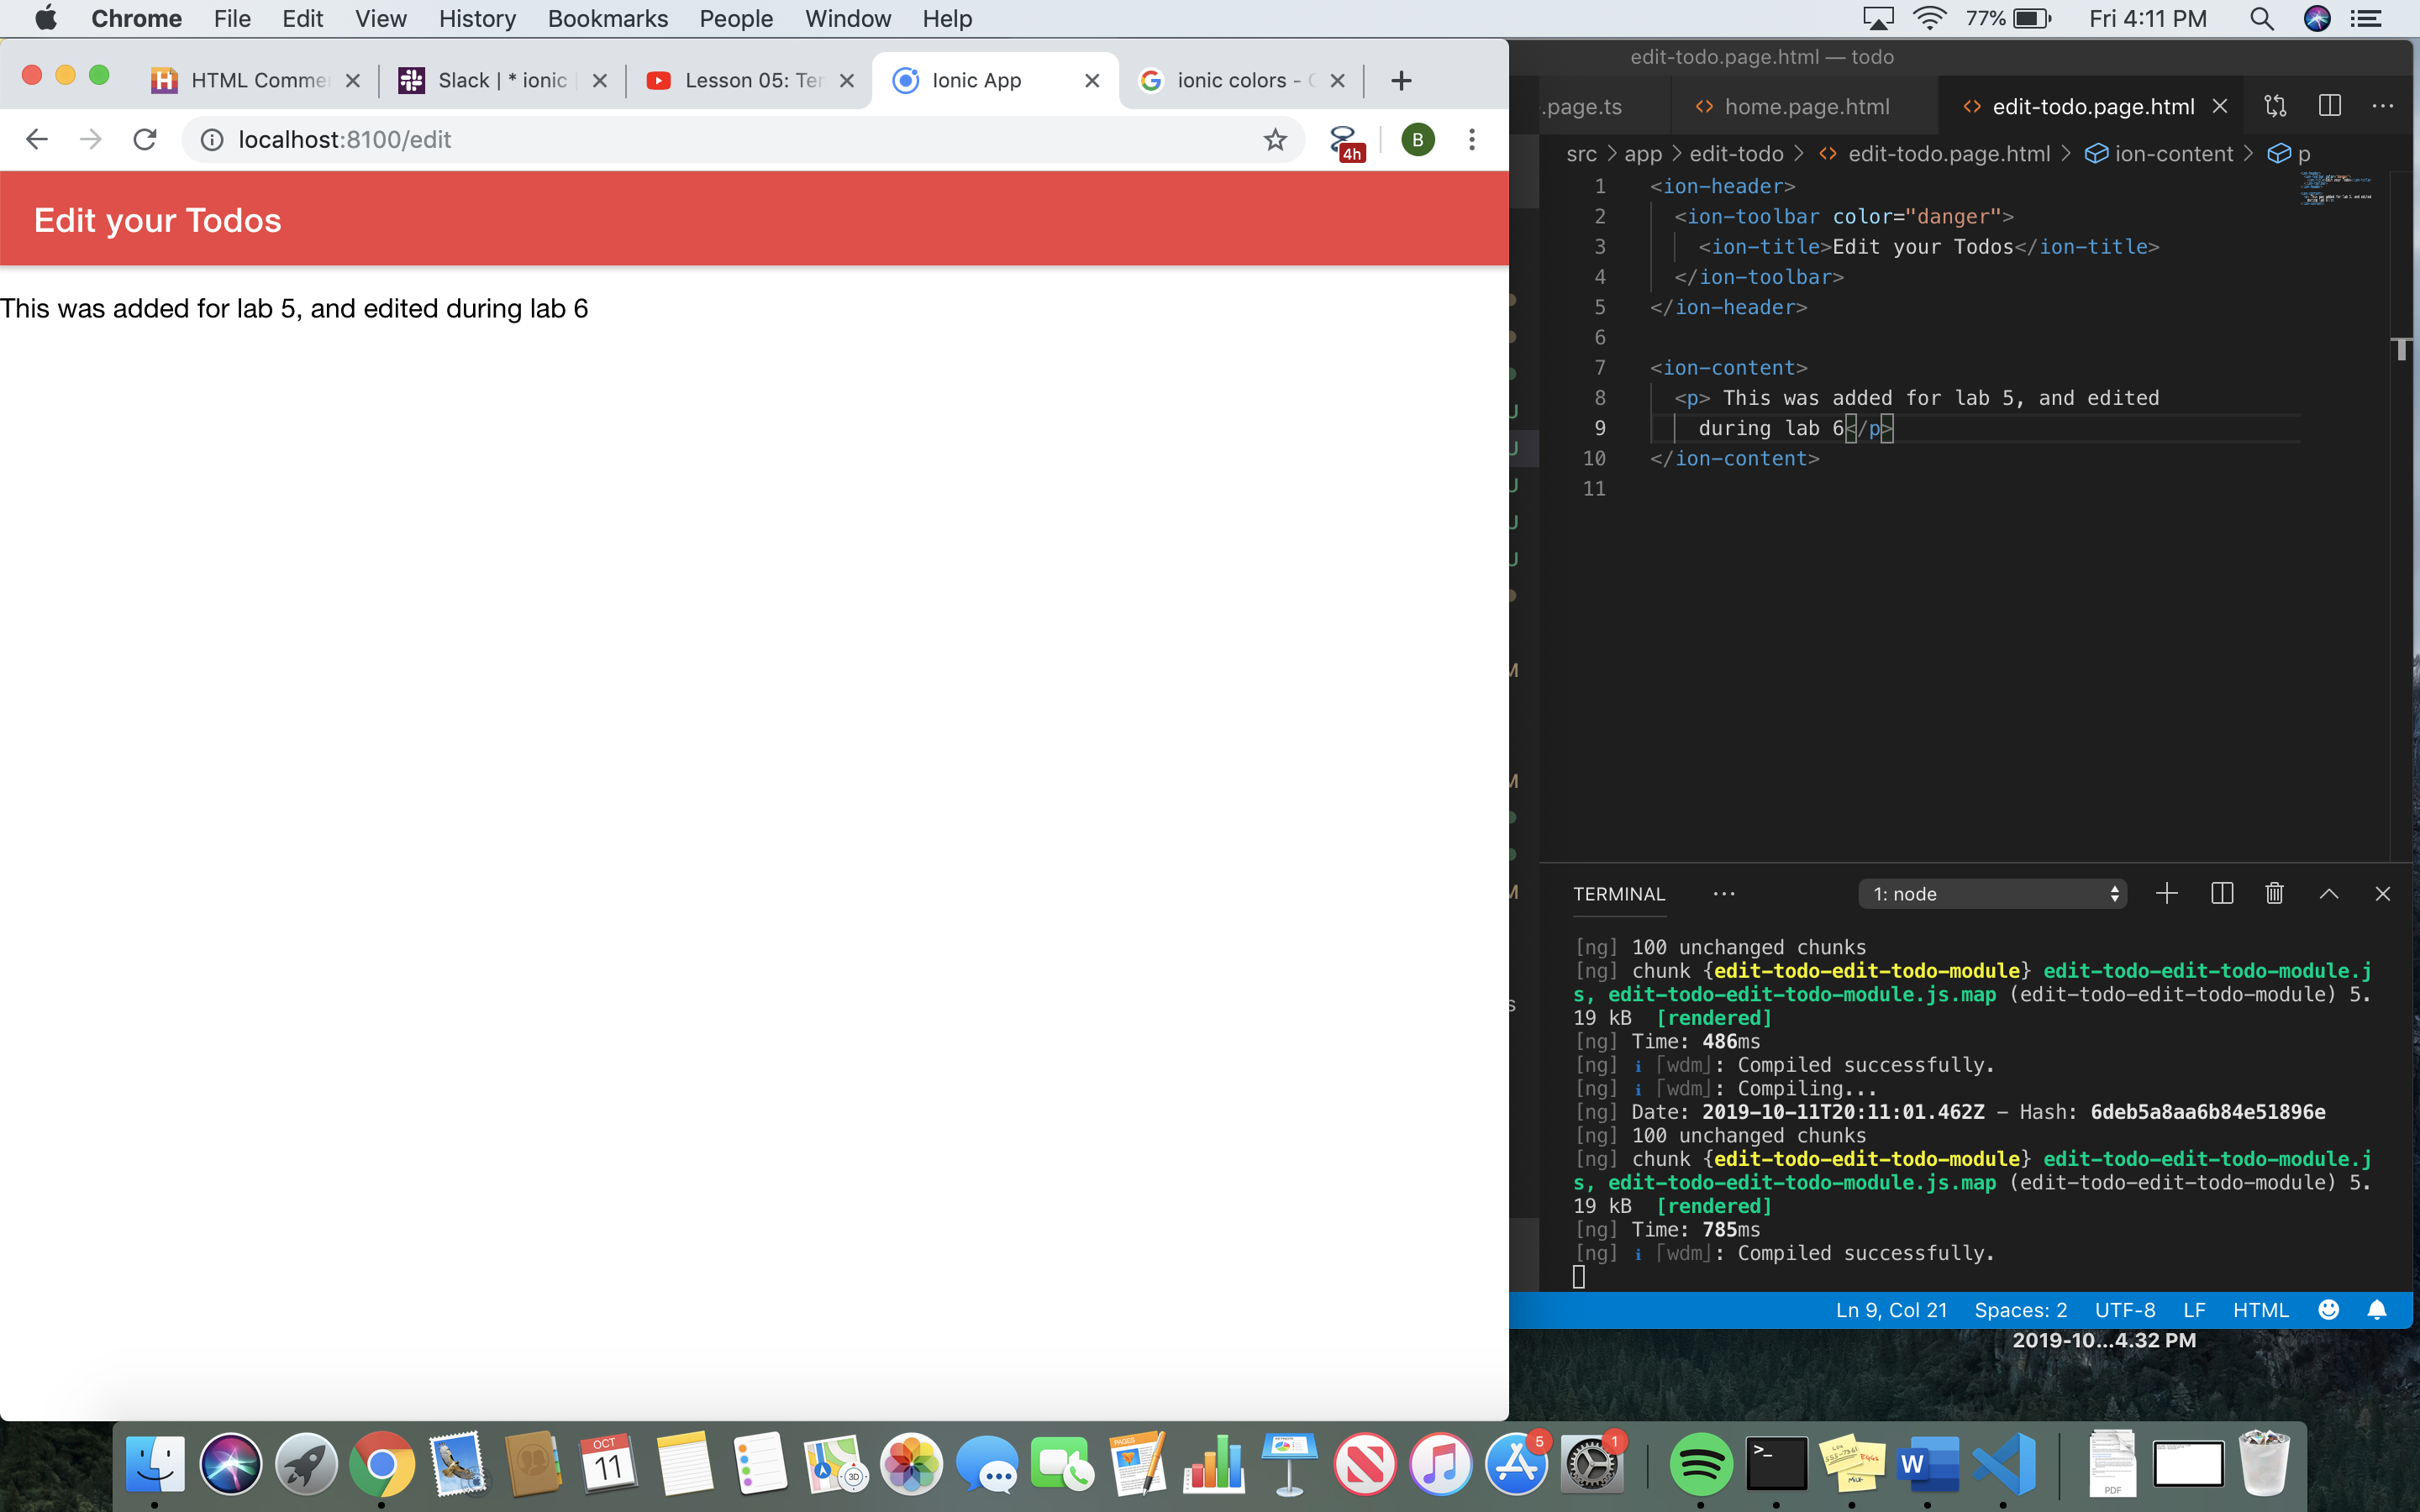 Chrome File Edit View History Bookmarks People Window Help 77% Fri 4:11 PM
HTML Comme Slack | * ionic Lesson 05: Ter Ionic App ionic colors -
localhost:8100/edit 4h B
Edit your Todos
This was added for lab 5, and edited during lab 6
edit-todo.page.html — todo
.page.ts home.page.html edit-todo.page.html
src > app > edit-todo > edit-todo.page.html > ion-content > p
1 <ion-header>
2 <ion-toolbar color="danger">
3 <ion-title>Edit your Todos</ion-title>
4 </ion-toolbar>
5 </ion-header>
6
7 <ion-content>
8 <p> This was added for lab 5, and edited
9 during lab 6</p>
10 </ion-content>
11
U
U
U
U
U
M
M
M
s
TERMINAL ... 1: node
[ng] 100 unchanged chunks
[ng] chunk {edit-todo-edit-todo-module} edit-todo-edit-todo-module.j
s, edit-todo-edit-todo-module.js.map (edit-todo-edit-todo-module) 5.
19 kB [rendered]
[ng] Time: 486ms
[ng] ℹ ｢wdm｣: Compiled successfully.
[ng] ℹ ｢wdm｣: Compiling...
[ng] Date: 2019-10-11T20:11:01.462Z - Hash: 6deb5a8aa6b84e51896e
[ng] 100 unchanged chunks
[ng] chunk {edit-todo-edit-todo-module} edit-todo-edit-todo-module.j
s, edit-todo-edit-todo-module.js.map (edit-todo-edit-todo-module) 5.
19 kB [rendered]
[ng] Time: 785ms
[ng] ℹ ｢wdm｣: Compiled successfully.
Ln 9, Col 21 Spaces: 2 UTF-8 LF HTML
2019-10...4.32 PM
OCT
11
3D
PAGES
5
1
>_
W
PDF